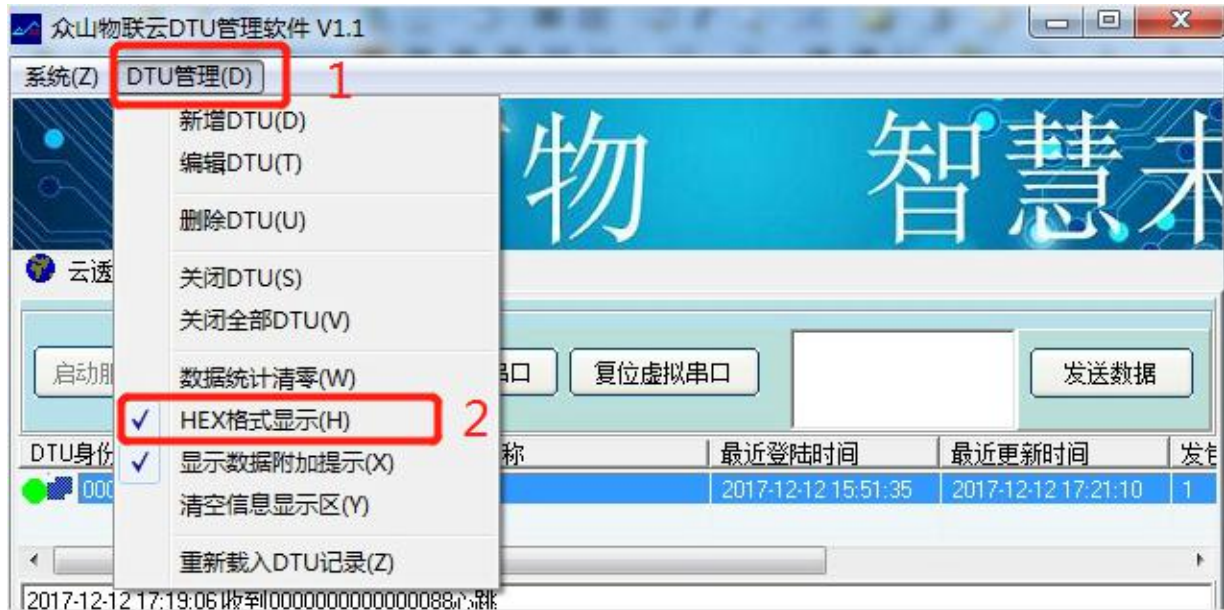 众山物联云DTU管理软件 V1.1
系统(Z) DTU管理(D) 1
新增DTU(D)
编辑DTU(T)
删除DTU(U)
关闭DTU(S)
关闭全部DTU(V)
数据统计清零(W)
HEX格式显示(H) 2
显示数据附加提示(X)
清空信息显示区(Y)
重新载入DTU记录(Z)
物 智慧未
云透
启动 口 复位虚拟串口 发送数据
DTU身份 称 最近登陆时间 最近更新时间 发包
000 2017-12-12 15:51:35 2017-12-12 17:21:10 1
2017-12-12 17:19:06 收到0000000000000088心跳